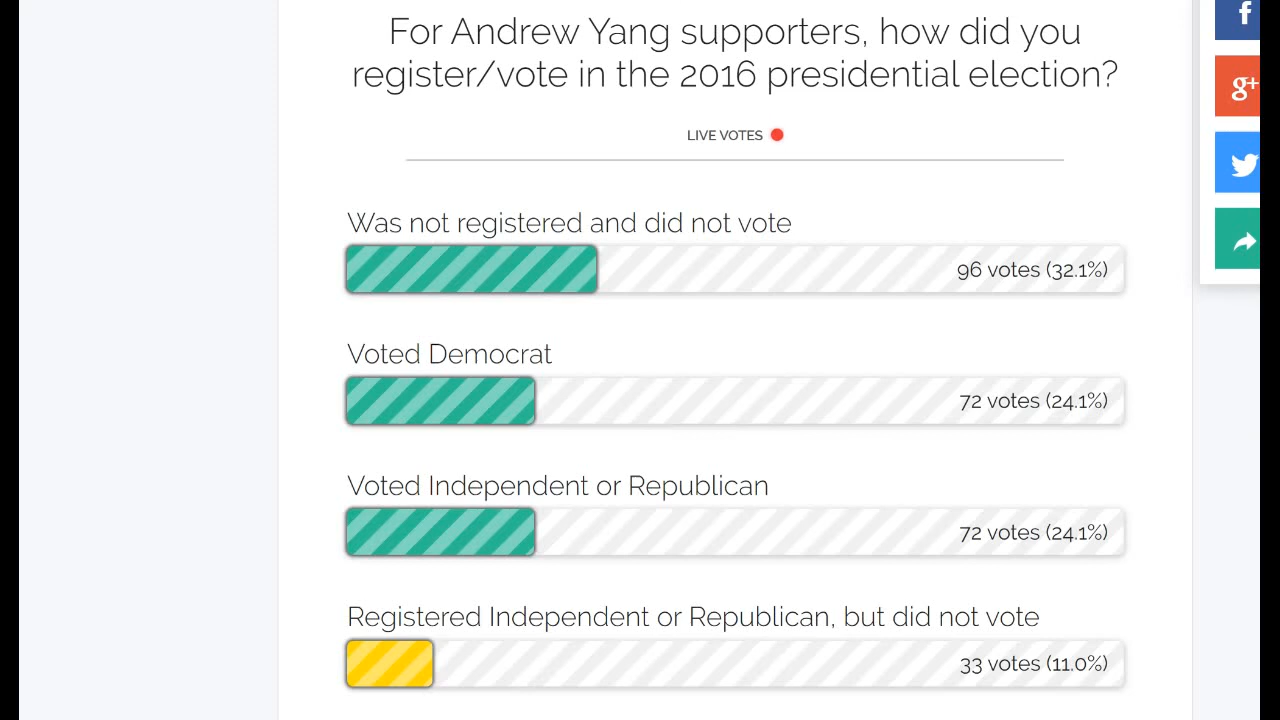 For Andrew Yang supporters, how did you
register/vote in the 2016 presidential election?
LIVE VOTES
Was not registered and did not vote
96 votes (32.1%)
Voted Democrat
72 votes (24.1%)
Voted Independent or Republican
72 votes (24.1%)
Registered Independent or Republican, but did not vote
33 votes (11.0%)
f
g+